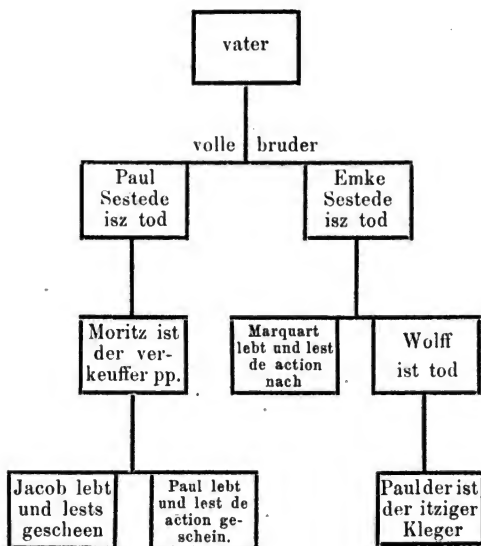 vater
volle bruder
Paul
Sestede
isz tod
Emke
Sestede
isz tod
Moritz ist
der ver-
keuffer pp.
Marquart
lebt und lest
de action
nach
Wolff
ist tod
Jacob lebt
und lests
gescheen
Paul lebt
und lest de
action ge-
schein.
Paul der ist
der itziger
Kleger